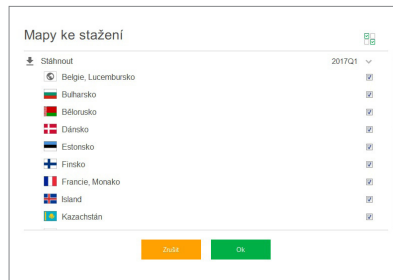 Mapy ke stažení
Stáhnout 2017Q1
Belgie, Lucembursko
Bulharsko
Bělorusko
Dánsko
Estonsko
Finsko
Francie, Monako
Island
Kazachstán
Zrušit Ok